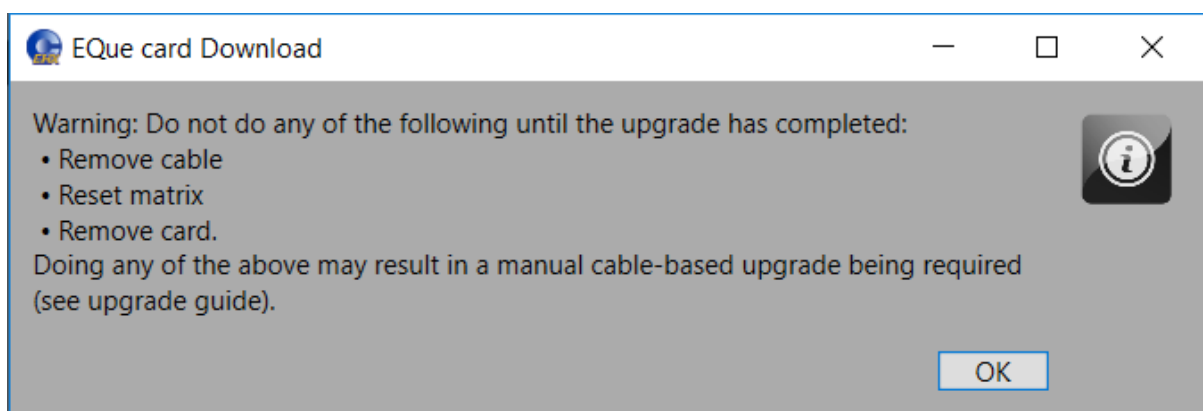 EQue card Download
Warning: Do not do any of the following until the upgrade has completed:
• Remove cable
• Reset matrix
• Remove card.
Doing any of the above may result in a manual cable-based upgrade being required
(see upgrade guide).
OK